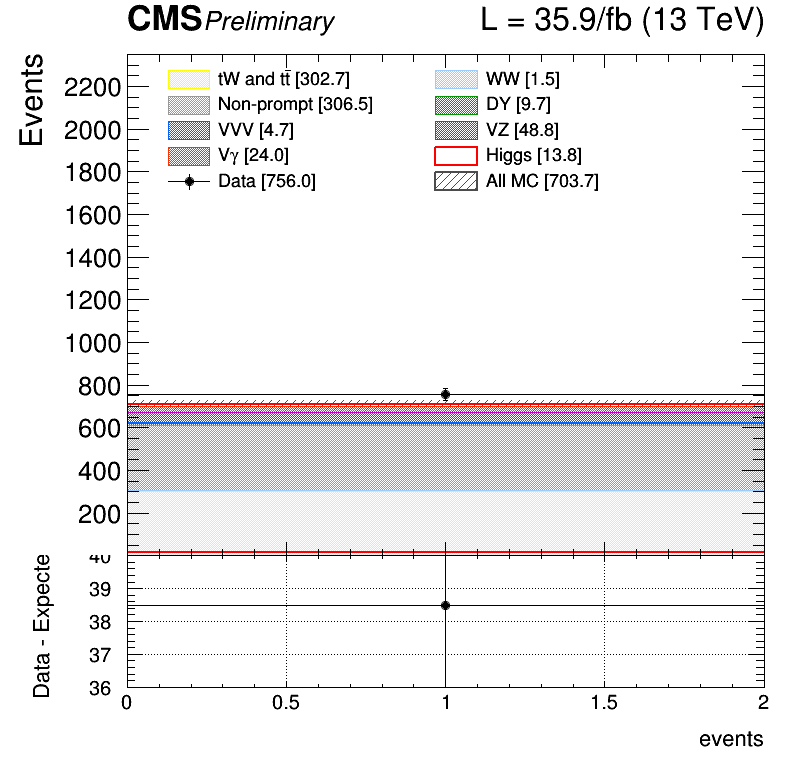 CMS Preliminary L = 35.9/fb (13 TeV)
Events
tW and tt̄ [302.7] WW [1.5]
Non-prompt [306.5] DY [9.7]
VVV [4.7] VZ [48.8]
Vγ [24.0] Higgs [13.8]
Data [756.0] All MC [703.7]
2200
2000
1800
1600
1400
1200
1000
800
600
400
200
Data - Expecte
40
39
38
37
36
0 0.5 1 1.5 2
events